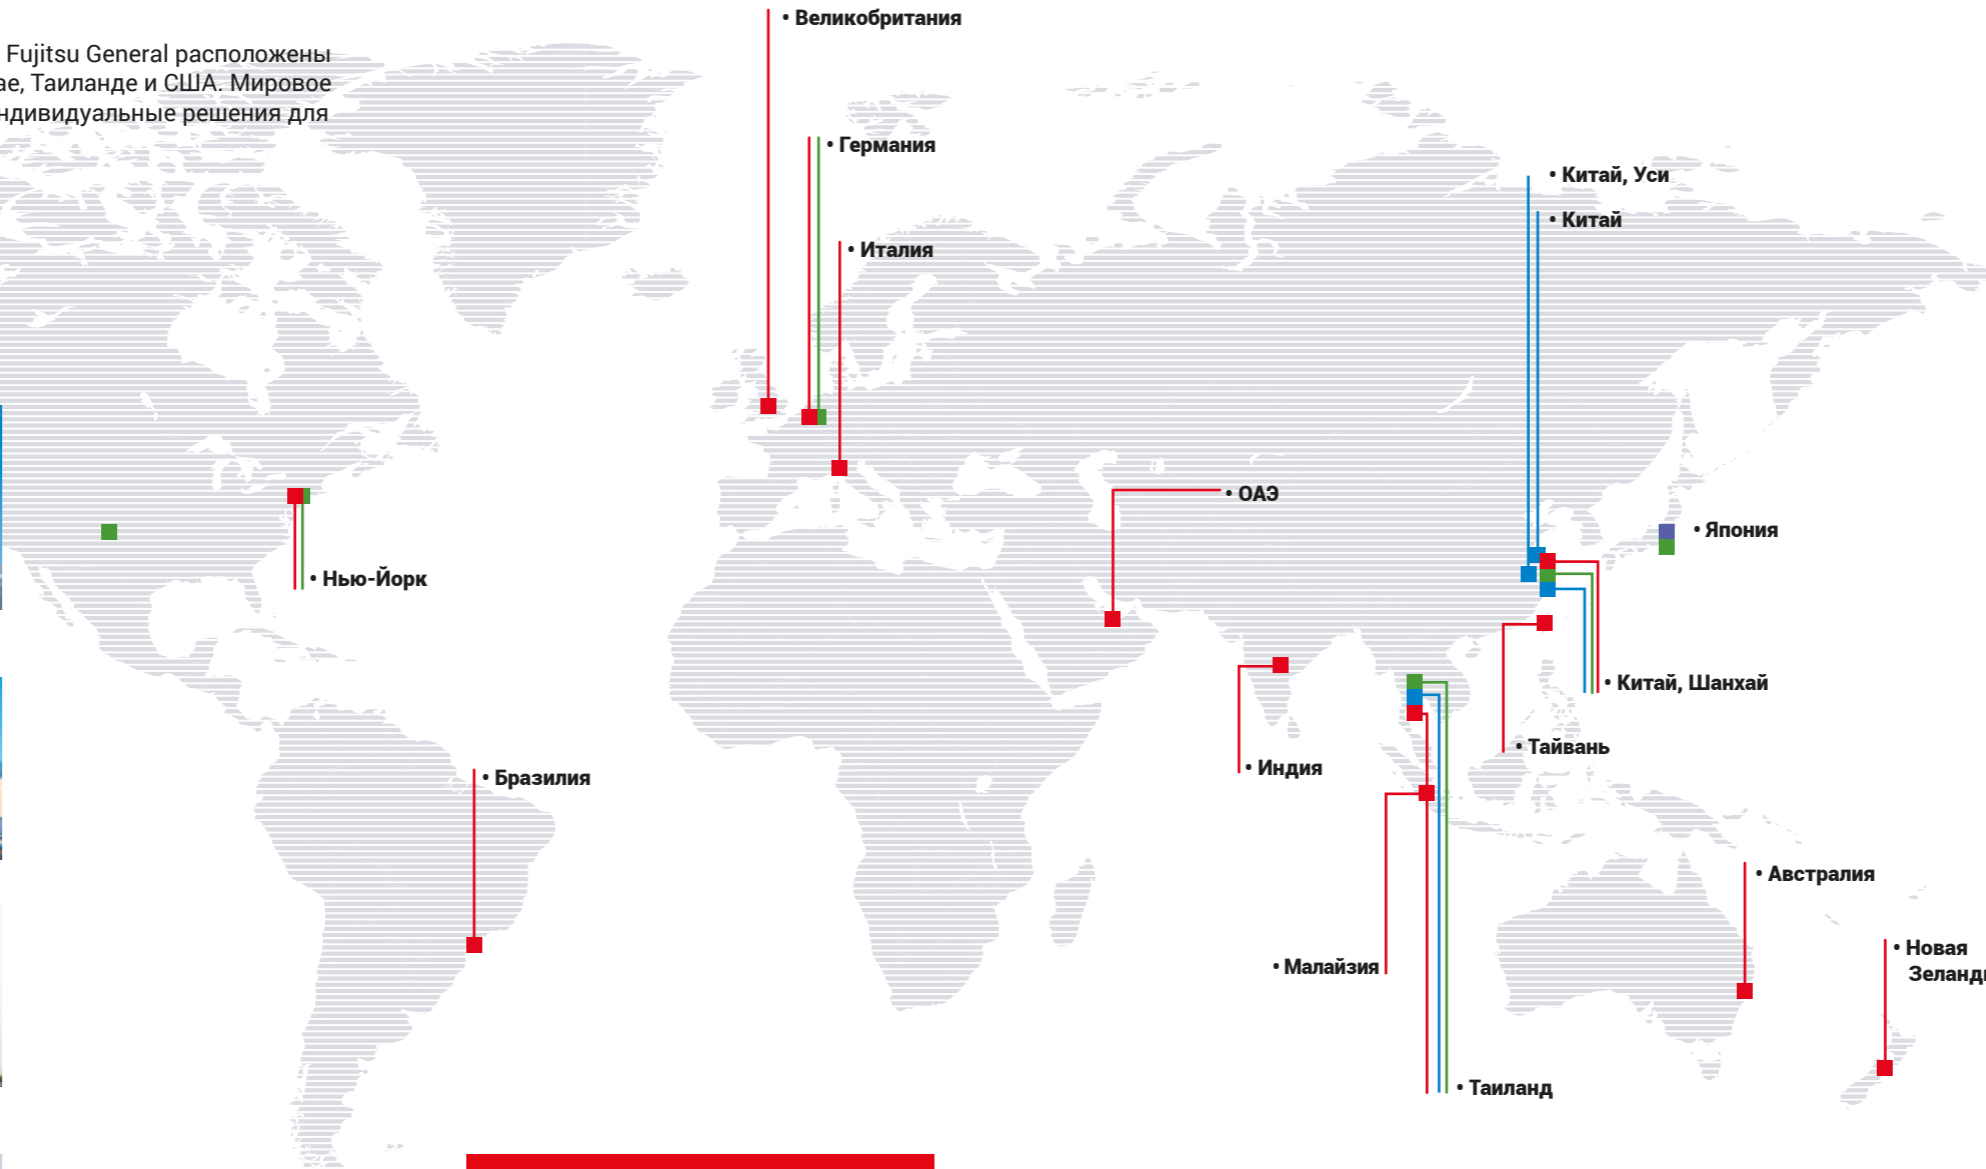 Fujitsu General расположены
ае, Таиланде и США. Мировое
ндивидуальные решения для
• Великобритания
• Германия
• Италия
• Китай, Уси
• Китай
• ОАЭ
• Япония
• Нью-Йорк
• Китай, Шанхай
• Тайвань
• Индия
• Бразилия
• Австралия
• Новая
Зеланд
• Малайзия
• Таиланд